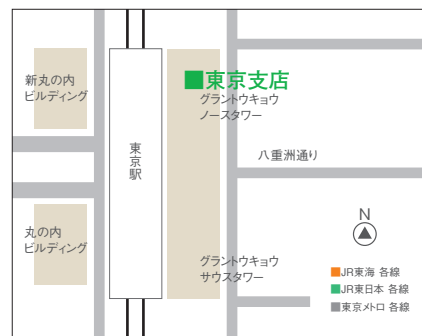 ■東京支店
新丸の内
ビルディング
グラントウキョウ
ノースタワー
東京駅
八重洲通り
丸の内
ビルディング
グラントウキョウ
サウスタワー
N
■JR東海 各線
■JR東日本 各線
■東京メトロ 各線